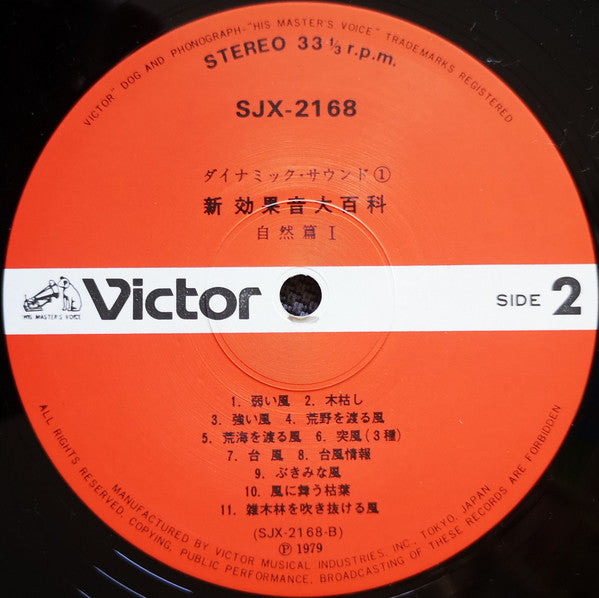 "VICTOR" DOG AND PHONOGRAPH-"HIS MASTER'S VOICE" TRADEMARKS REGISTERED
STEREO 33 1/3 r.p.m.
SJX-2168
ダイナミック・サウンド①
新効果音大百科
自然篇 I
HIS MASTER'S VOICE
Victor
SIDE 2
1. 弱い風 2. 木枯し
3. 強い風 4. 荒野を渡る風
5. 荒海を渡る風 6. 突風(3種)
7. 台風 8. 台風情報
9. ぶきみな風
10. 風に舞う枯葉
11. 雑木林を吹き抜ける風
(SJX-2168-B)
Ⓟ 1979
MANUFACTURED BY VICTOR MUSICAL INDUSTRIES, INC., TOKYO, JAPAN
ALL RIGHTS RESERVED. COPYING, PUBLIC PERFORMANCE, BROADCASTING OF THESE RECORDS ARE FORBIDDEN